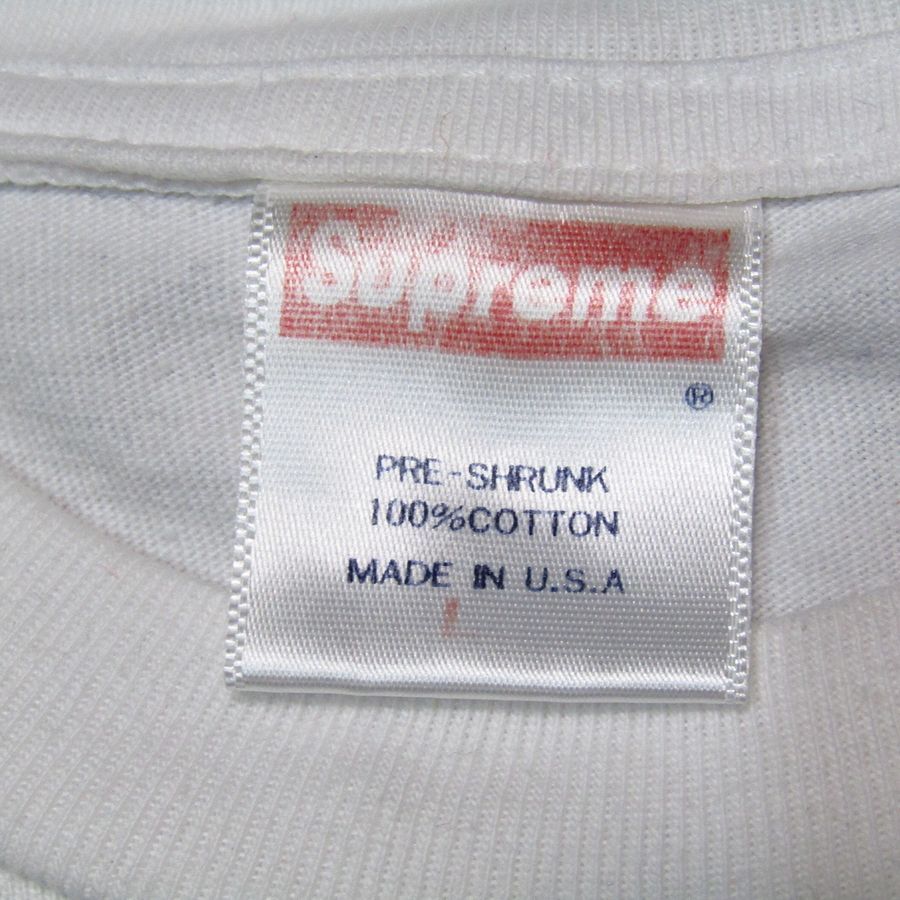 Supreme
®
PRE-SHRUNK
100%COTTON
MADE IN U.S.A
L